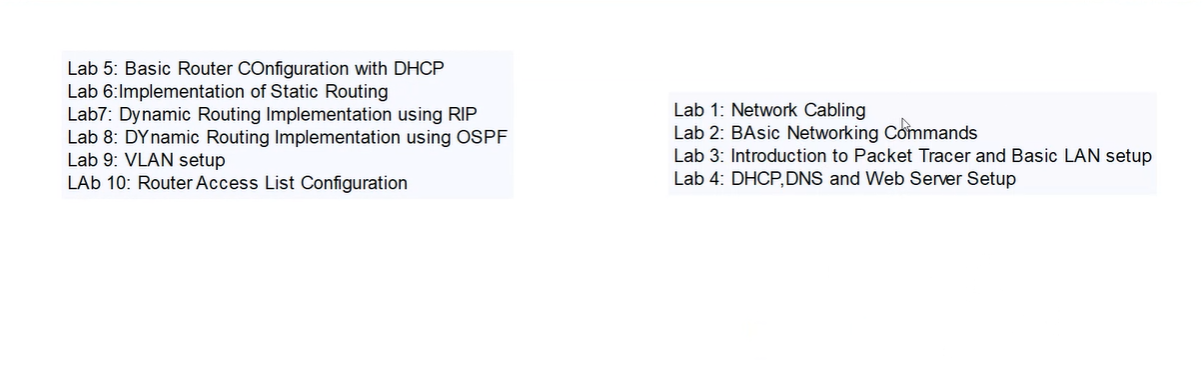 Lab 5: Basic Router COnfiguration with DHCP
Lab 6:Implementation of Static Routing
Lab7: Dynamic Routing Implementation using RIP
Lab 8: DYnamic Routing Implementation using OSPF
Lab 9: VLAN setup
LAb 10: Router Access List Configuration
Lab 1: Network Cabling
Lab 2: BAsic Networking Commands
Lab 3: Introduction to Packet Tracer and Basic LAN setup
Lab 4: DHCP,DNS and Web Server Setup